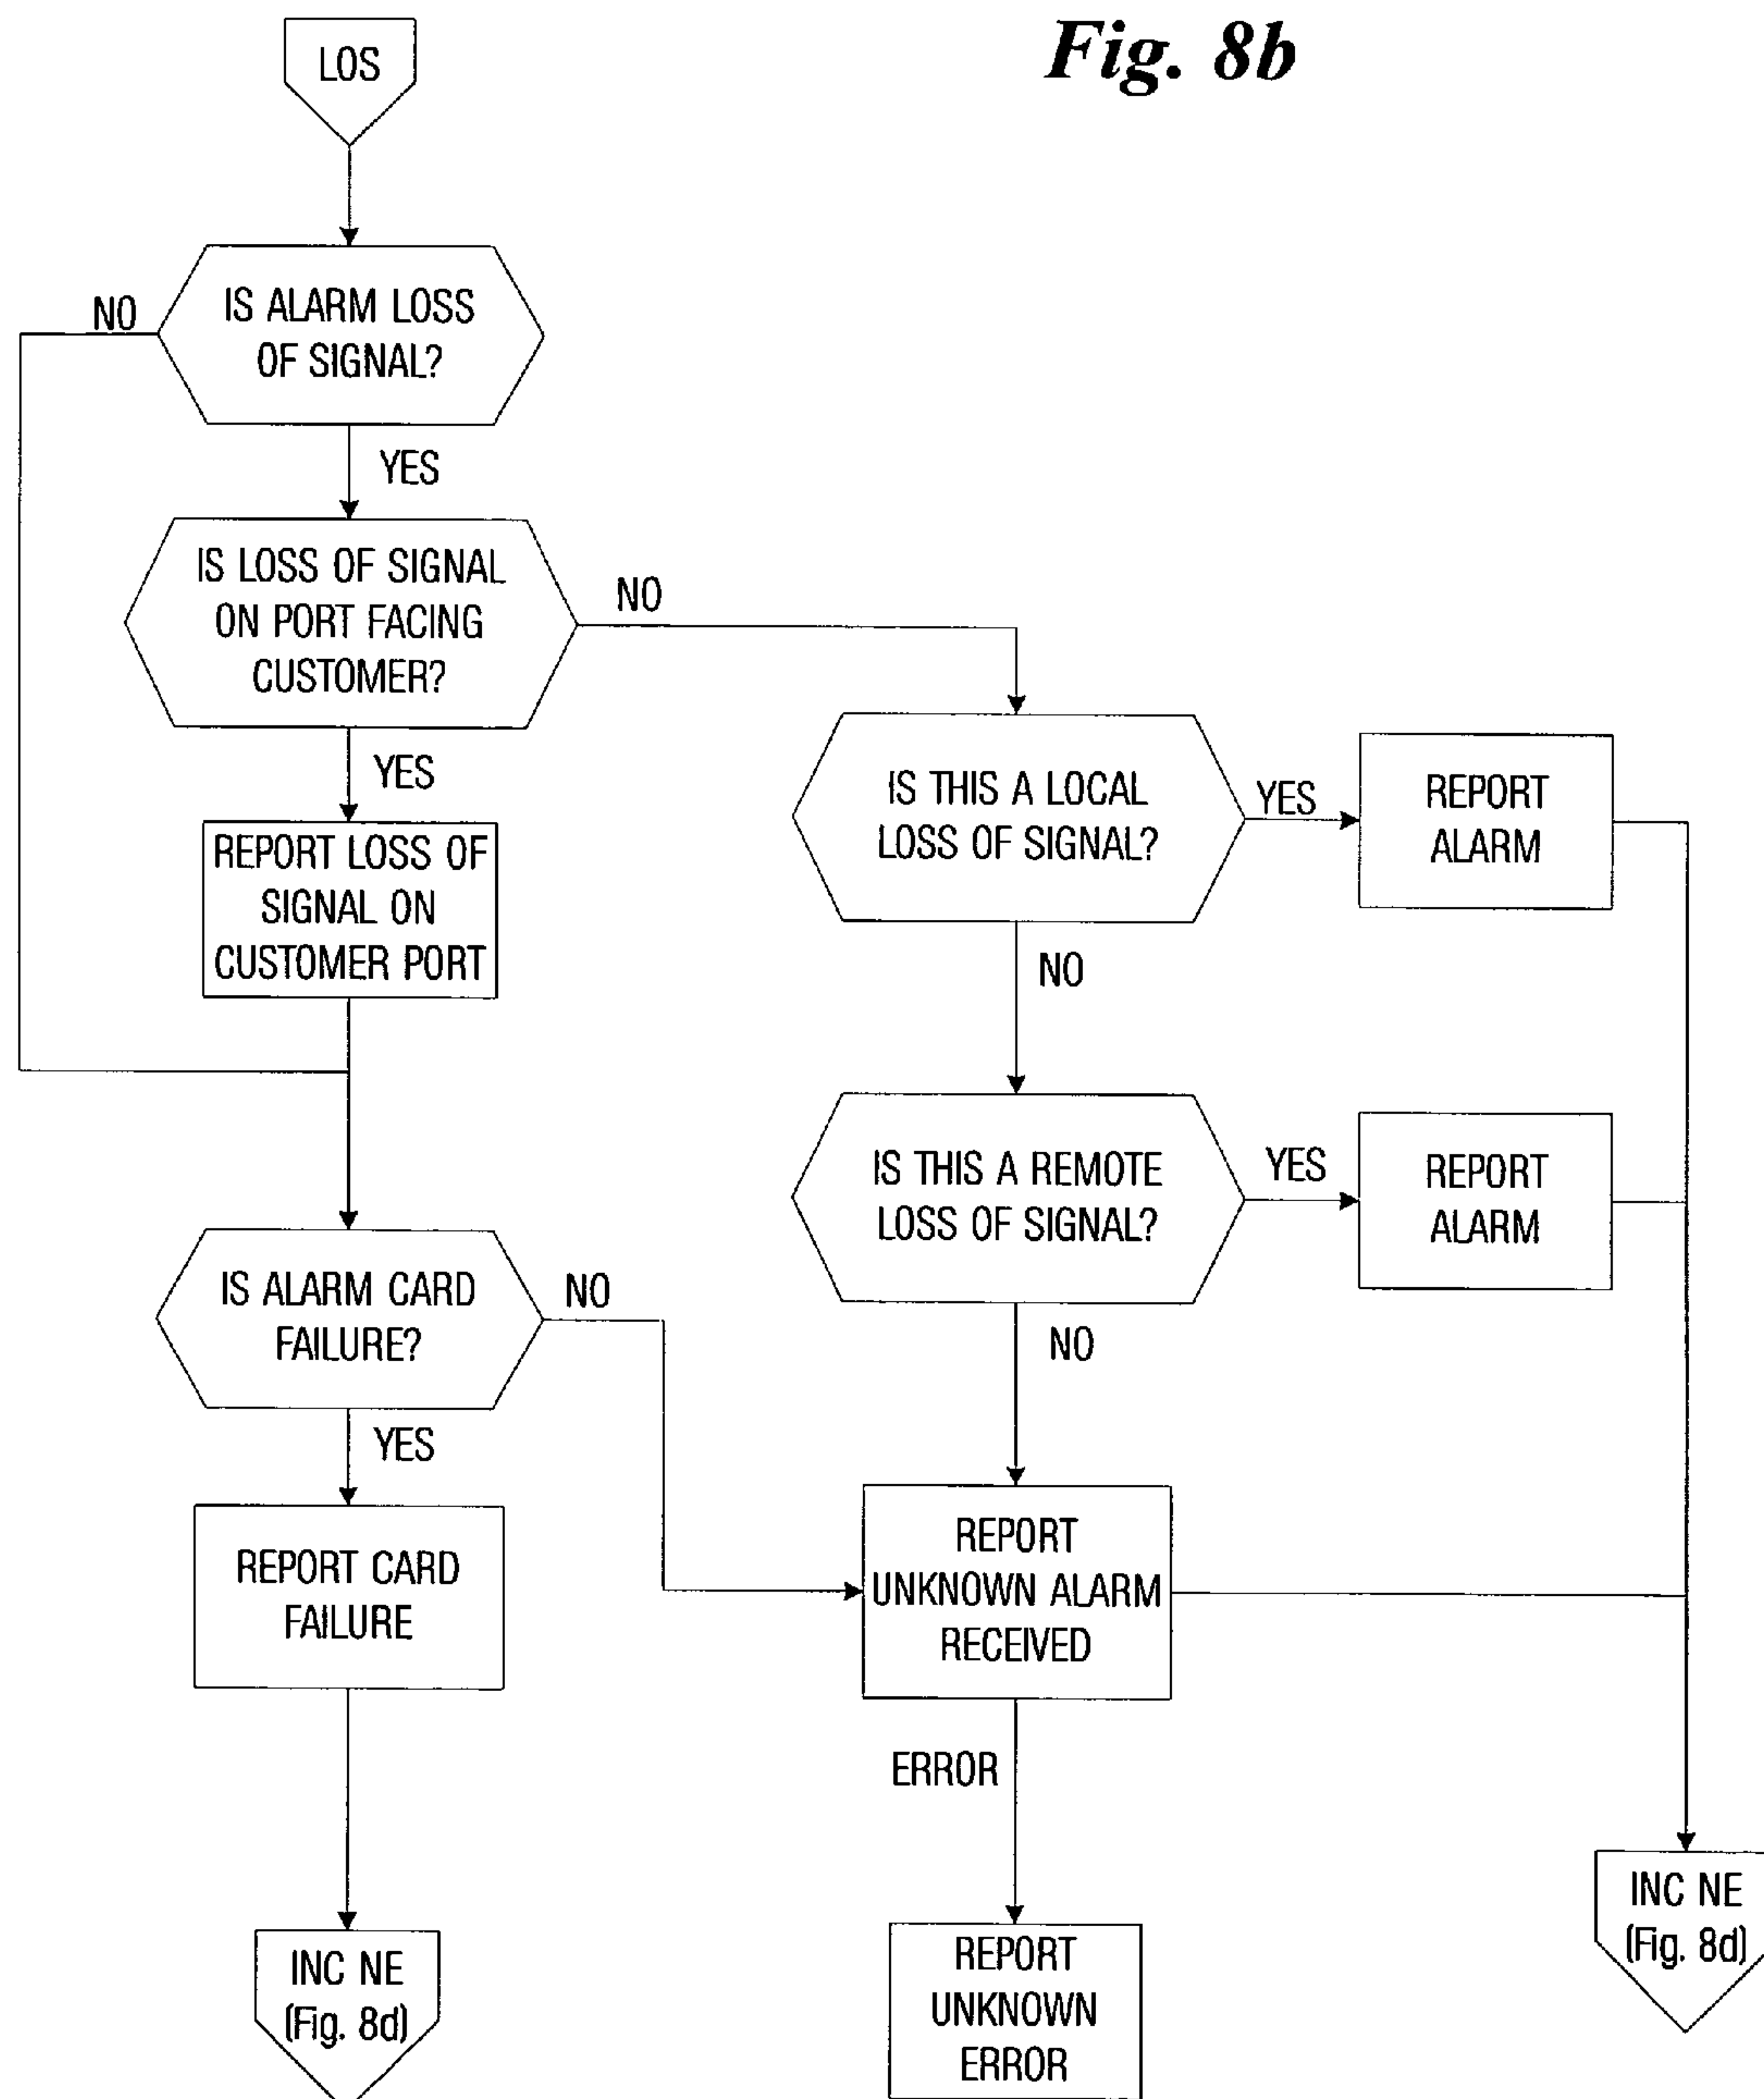 Fig. 8b
LOS
IS ALARM LOSS
OF SIGNAL?
NO
YES
IS LOSS OF SIGNAL
ON PORT FACING
CUSTOMER?
NO
YES
REPORT LOSS OF
SIGNAL ON
CUSTOMER PORT
IS THIS A LOCAL
LOSS OF SIGNAL?
YES
REPORT
ALARM
NO
IS THIS A REMOTE
LOSS OF SIGNAL?
YES
REPORT
ALARM
NO
IS ALARM CARD
FAILURE?
NO
YES
REPORT CARD
FAILURE
REPORT
UNKNOWN ALARM
RECEIVED
ERROR
INC NE
(Fig. 8d)
REPORT
UNKNOWN
ERROR
INC NE
(Fig. 8d)